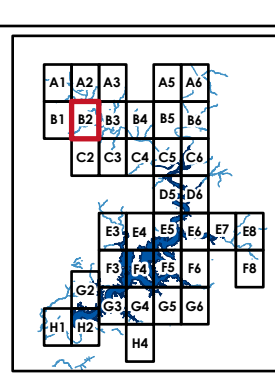 A1 A2 A3 A5 A6
B1 B2 B3 B4 B5 B6
C2 C3 C4 C5 C6
D5 D6
E3 E4 E5 E6 E7 E8
F3 F4 F5 F6 F8
G2
G3 G4 G5 G6
H1 H2
H4